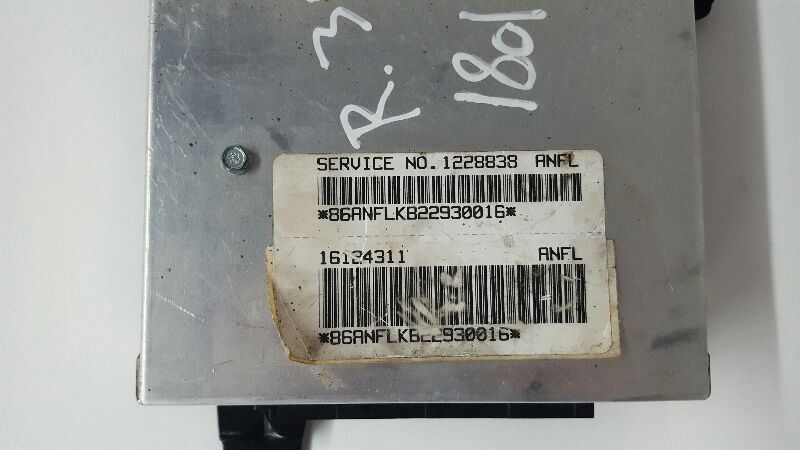 R.3
1801
SERVICE NO.1228838 ANFL
*86ANFLKB22930016*
16124311 ANFL
*86ANFLKB22930016*